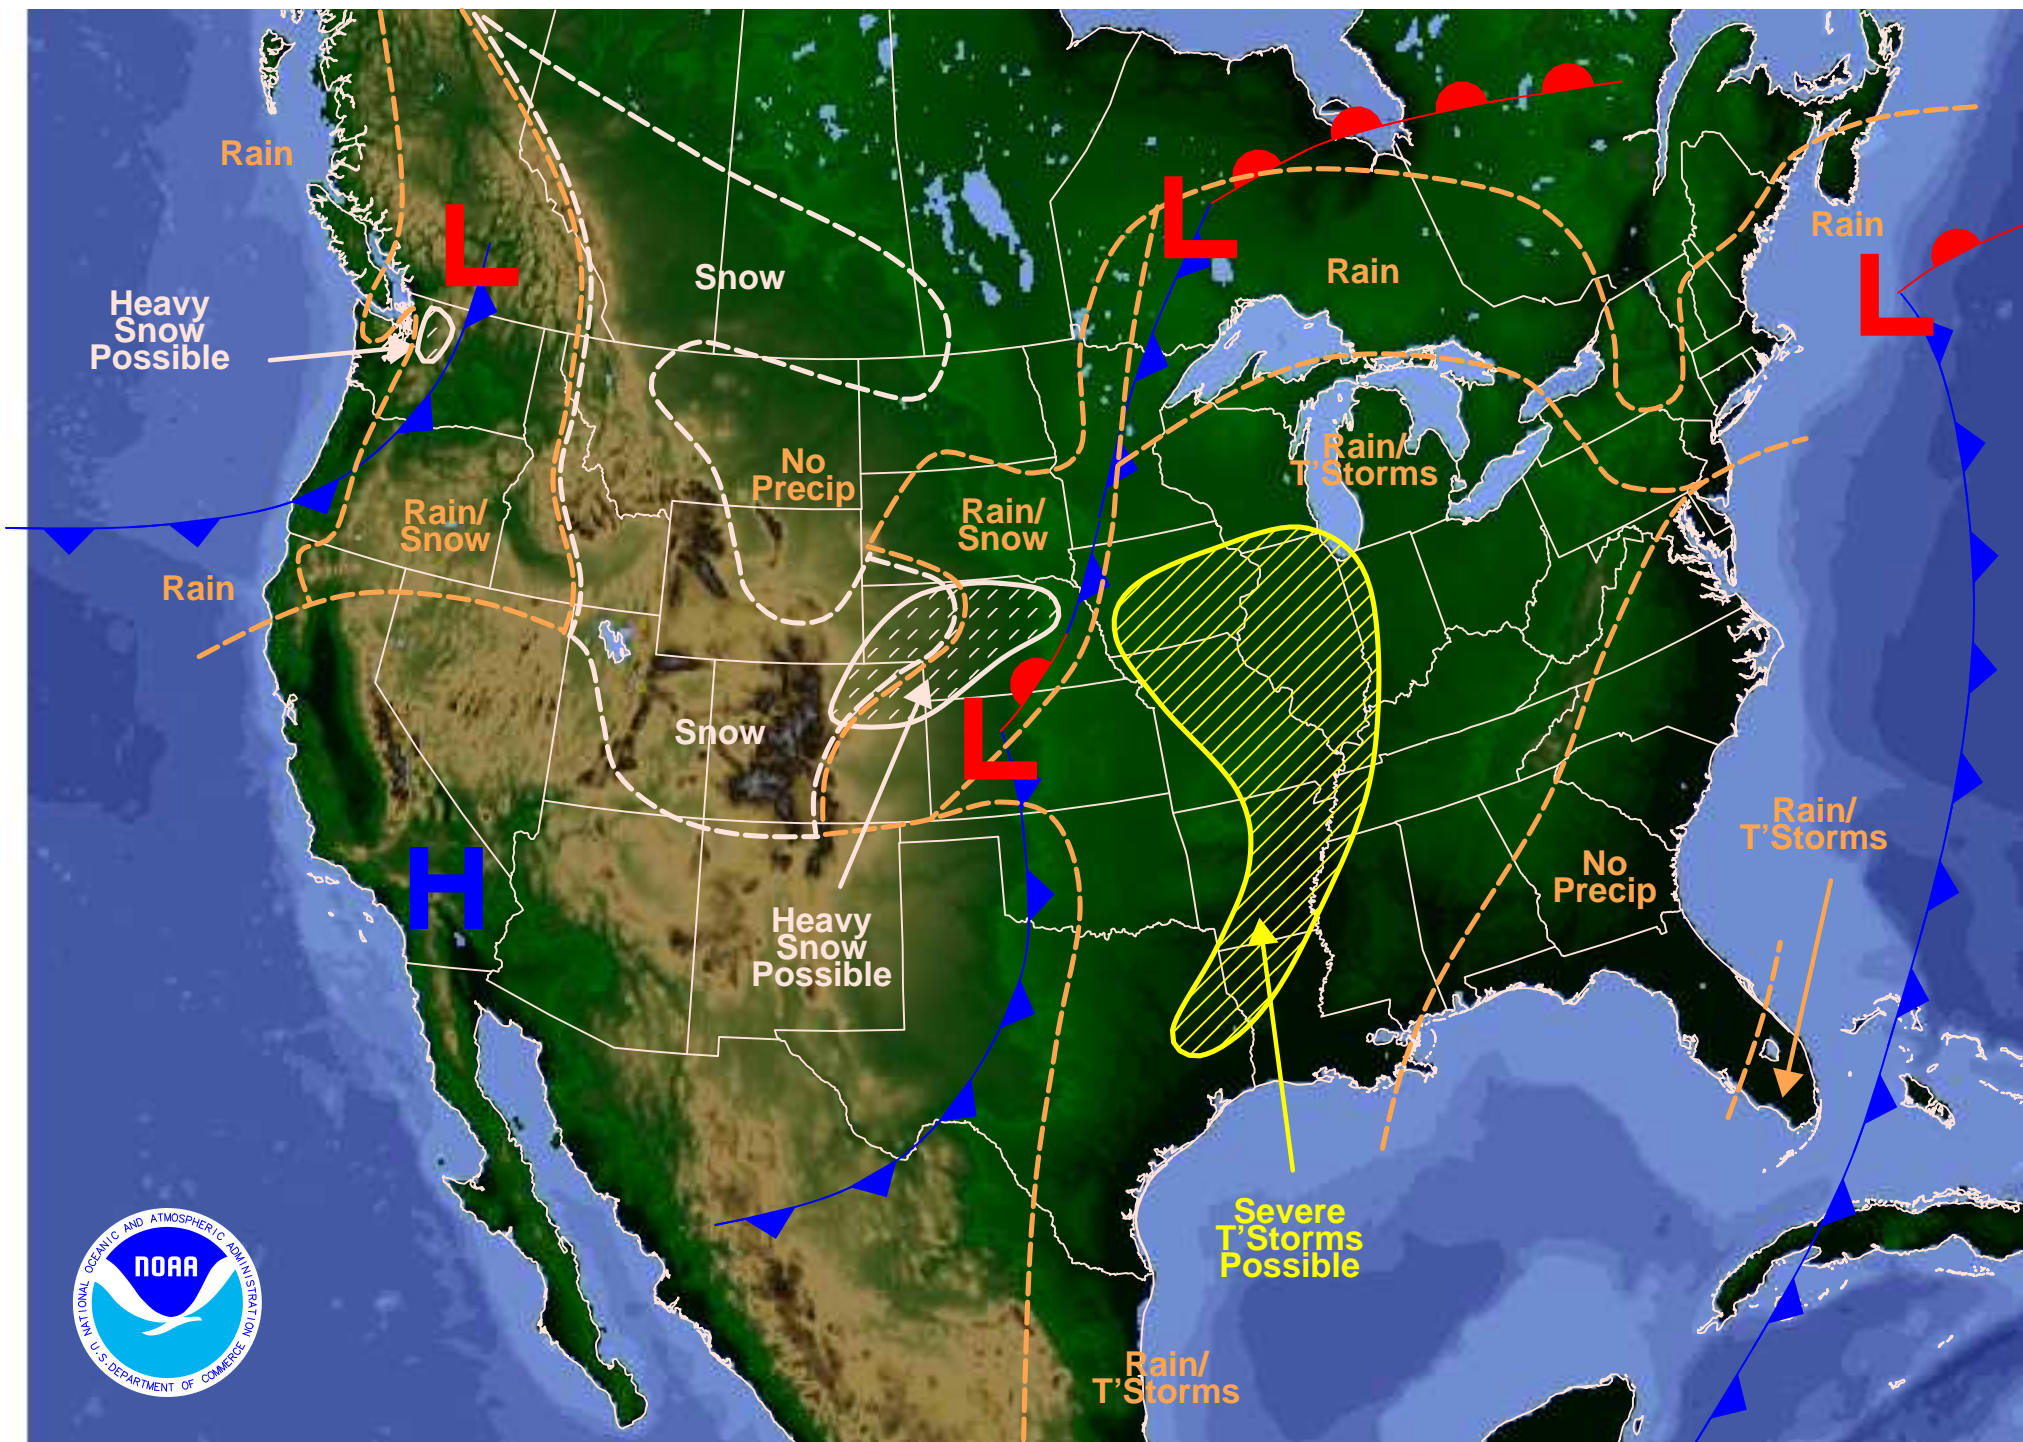 Rain
L
L
Rain
L
Snow
Rain
Heavy
Snow
Possible
No
Precip
Rain/
T'Storms
Rain/
Snow
Rain/
Snow
Rain
Snow
L
Rain/
T'Storms
H
No
Precip
Heavy
Snow
Possible
Severe
T'Storms
Possible
NATIONAL OCEANIC AND ATMOSPHERIC ADMINISTRATION
NOAA
U.S. DEPARTMENT OF COMMERCE
Rain/
T'Storms